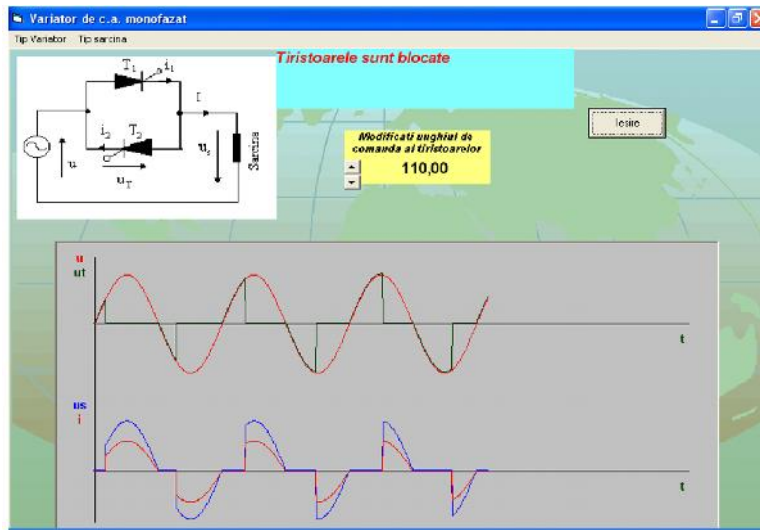 Variator de c.a. monofazat
Tip Variator Tip sarcina
Tiristoarele sunt blocate
T1 i1
I
i2 T2
u
uT
us
Sarcina
Modificati unghiul de
comanda al tiristoarelor
110,00
Iesire
u
ut
t
us
i
t